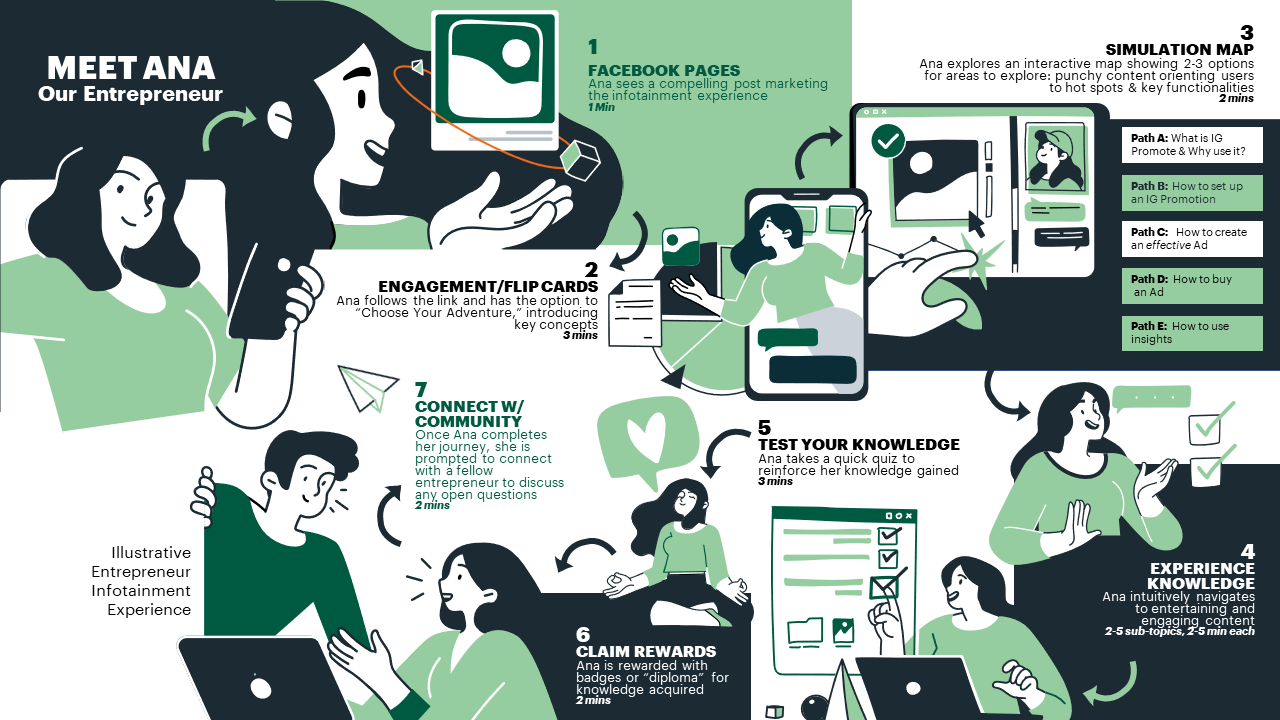 MEET ANA
Our Entrepreneur
1
FACEBOOK PAGES
Ana sees a compelling post marketing
the infotainment experience
1 Min
2
ENGAGEMENT/FLIP CARDS
Ana follows the link and has the option to
“Choose Your Adventure,” introducing
key concepts
3 mins
3
SIMULATION MAP
Ana explores an interactive map showing 2-3 options
for areas to explore: punchy content orienting users
to hot spots & key functionalities
2 mins
Path A: What is IG
Promote & Why use it?
Path B: How to set up
an IG Promotion
Path C: How to create
an effective Ad
Path D: How to buy
an Ad
Path E: How to use
insights
4
EXPERIENCE
KNOWLEDGE
Ana intuitively navigates
to entertaining and
engaging content
2-5 sub-topics, 2-5 min each
5
TEST YOUR KNOWLEDGE
Ana takes a quick quiz to
reinforce her knowledge gained
3 mins
6
CLAIM REWARDS
Ana is rewarded with
badges or “diploma” for
knowledge acquired
2 mins
7
CONNECT W/
COMMUNITY
Once Ana completes
her journey, she is
prompted to connect
with a fellow
entrepreneur to discuss
any open questions
2 mins
Illustrative
Entrepreneur
Infotainment
Experience